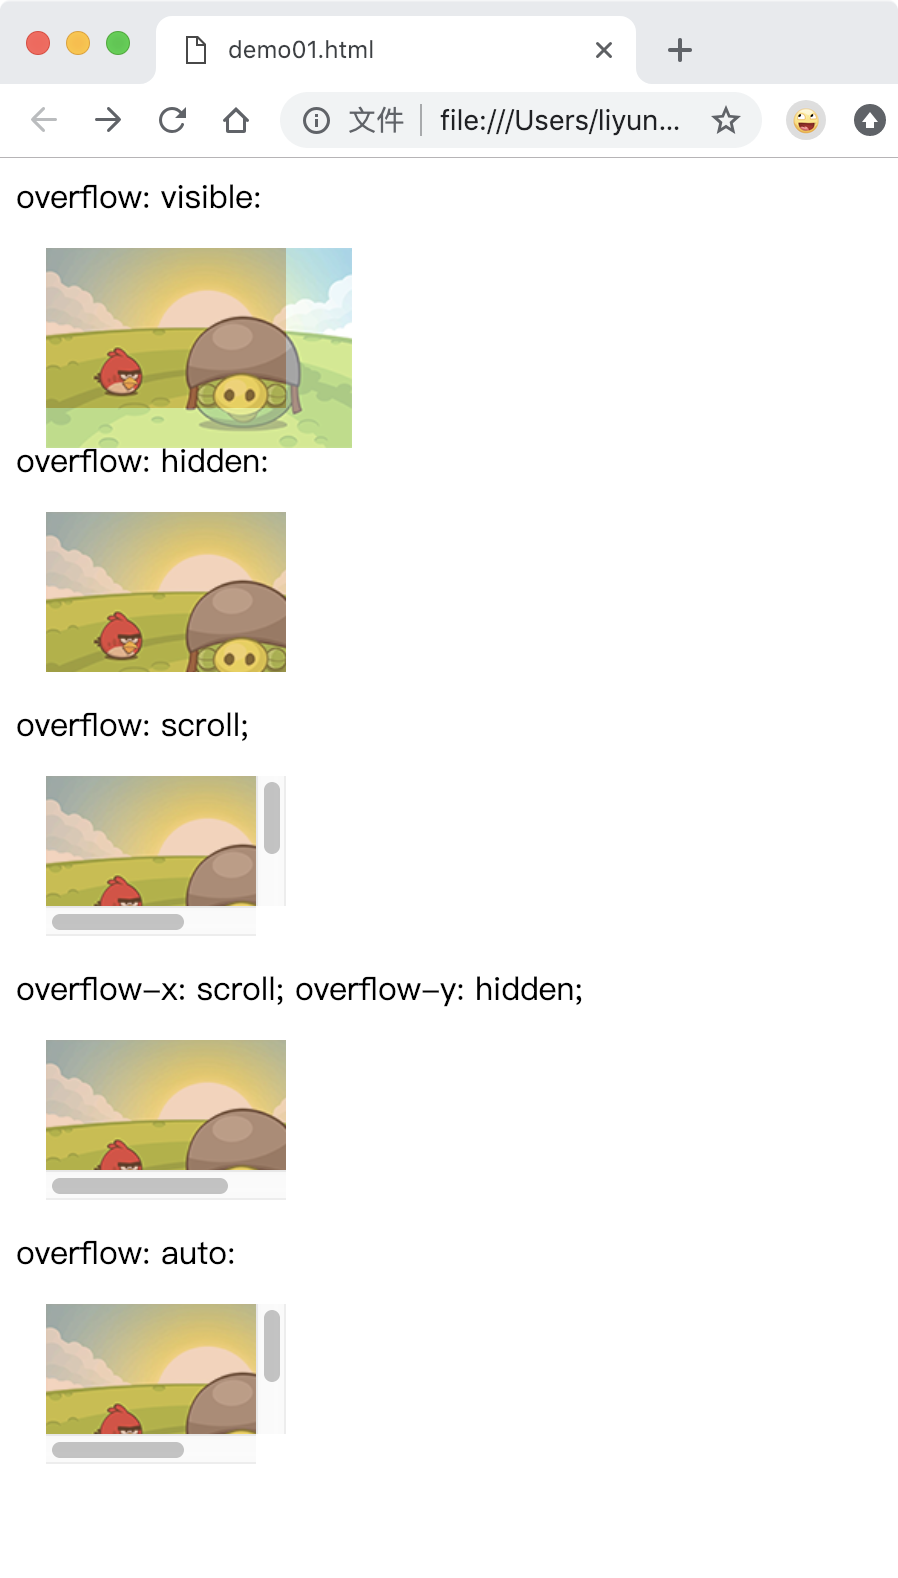 demo01.html
文件 file:///Users/liyun...
overflow: visible:
overflow: hidden:
overflow: scroll;
overflow-x: scroll; overflow-y: hidden;
overflow: auto: